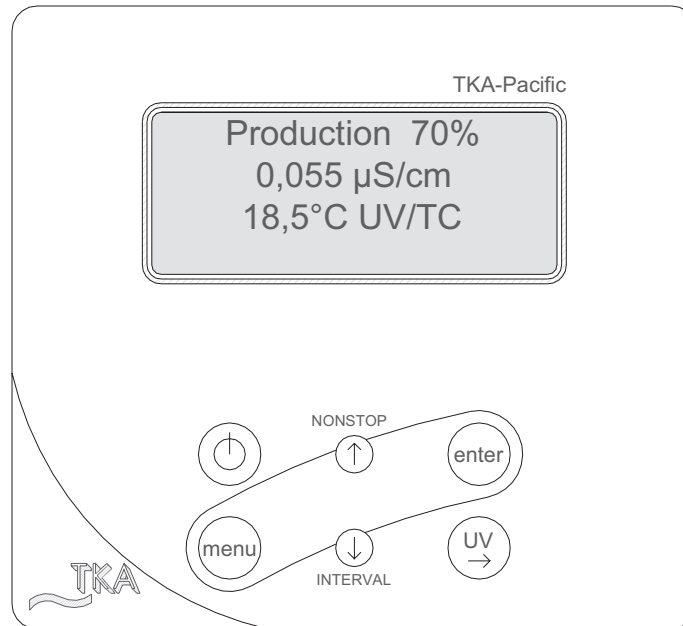 TKA-Pacific
Production 70%
0,055 µS/cm
18,5°C UV/TC
NONSTOP
↑
enter
menu
↓
UV
→
INTERVAL
TKA